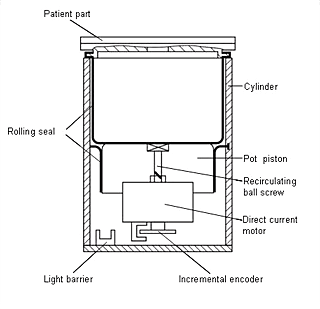 Patient part
Cylinder
Rolling seal
Pot piston
Recirculating
ball screw
Direct current
motor
Light barrier
Incremental encoder